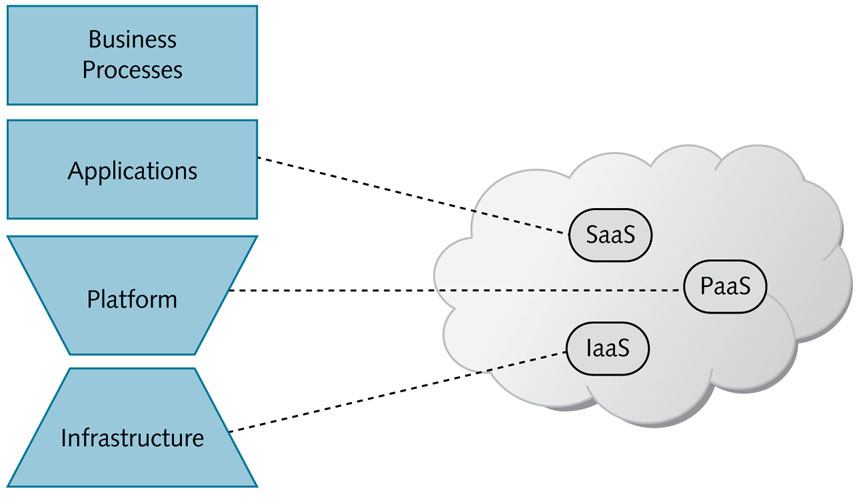 Business
Processes
Applications
SaaS
Platform
PaaS
IaaS
Infrastructure